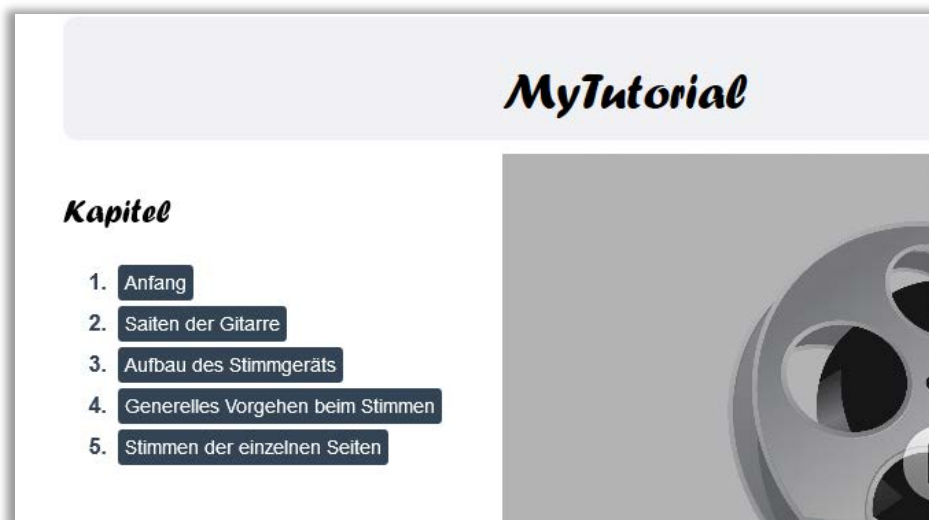 MyTutorial
Kapitel
1. Anfang
2. Saiten der Gitarre
3. Aufbau des Stimmgeräts
4. Generelles Vorgehen beim Stimmen
5. Stimmen der einzelnen Seiten